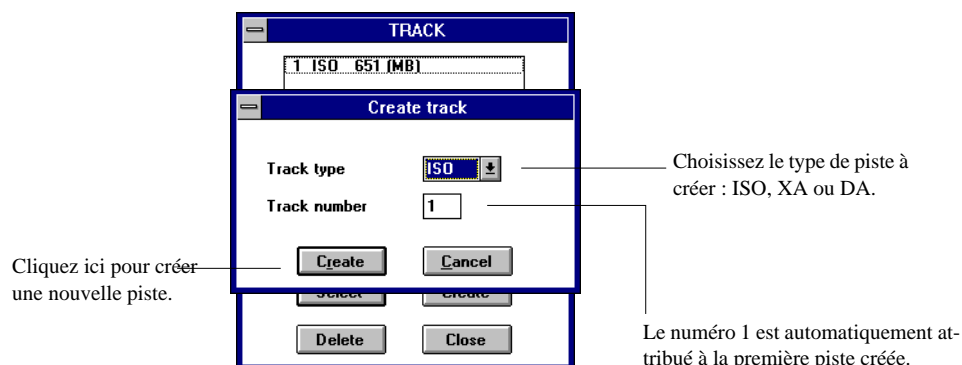 TRACK
1 ISO 651 (MB)
Create track
Track type ISO
Choisissez le type de piste à
créer : ISO, XA ou DA.
Track number 1
Cliquez ici pour créer
une nouvelle piste.
Create Cancel
Select Create
Delete Close
Le numéro 1 est automatiquement at-
tribué à la première piste créée.